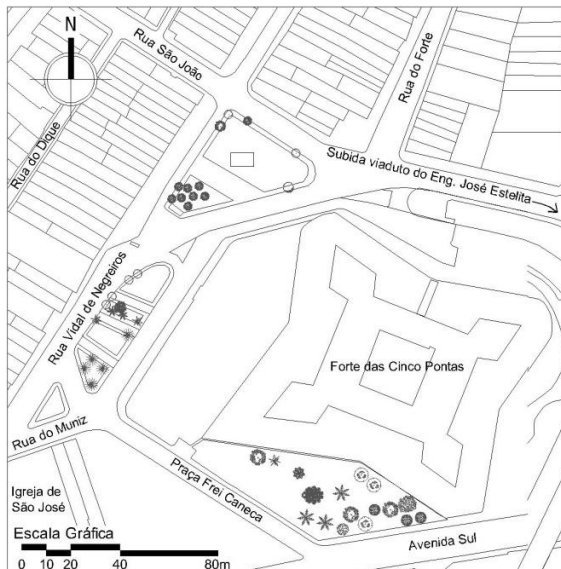 N
Rua São João
Rua do Forte
Rua do Dique
Subida viaduto do Eng. José Estelita
Rua Vidal de Negreiros
Forte das Cinco Pontas
Rua do Muniz
Praça Frei Caneca
Igreja de
São José
Avenida Sul
Escala Gráfica
0 10 20 40 80m